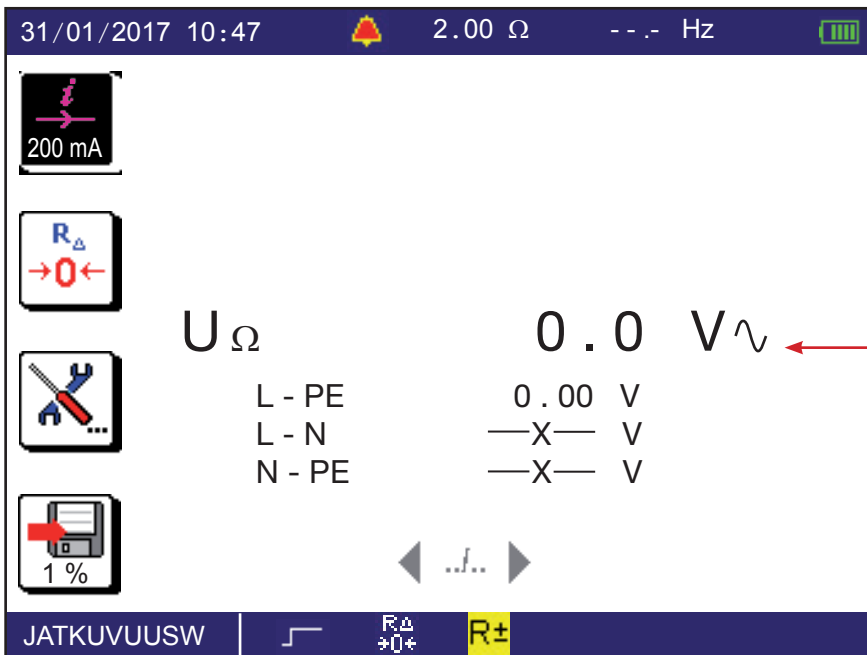 31/01/2017 10:47 2.00 Ω - - .- Hz
i
200 mA
RΔ
→0←
UΩ 0.0 V∿
...
L - PE 0.00 V
L - N —X— V
N - PE —X— V
1 %
../..
JATKUVUUSW RΔ →0← R±